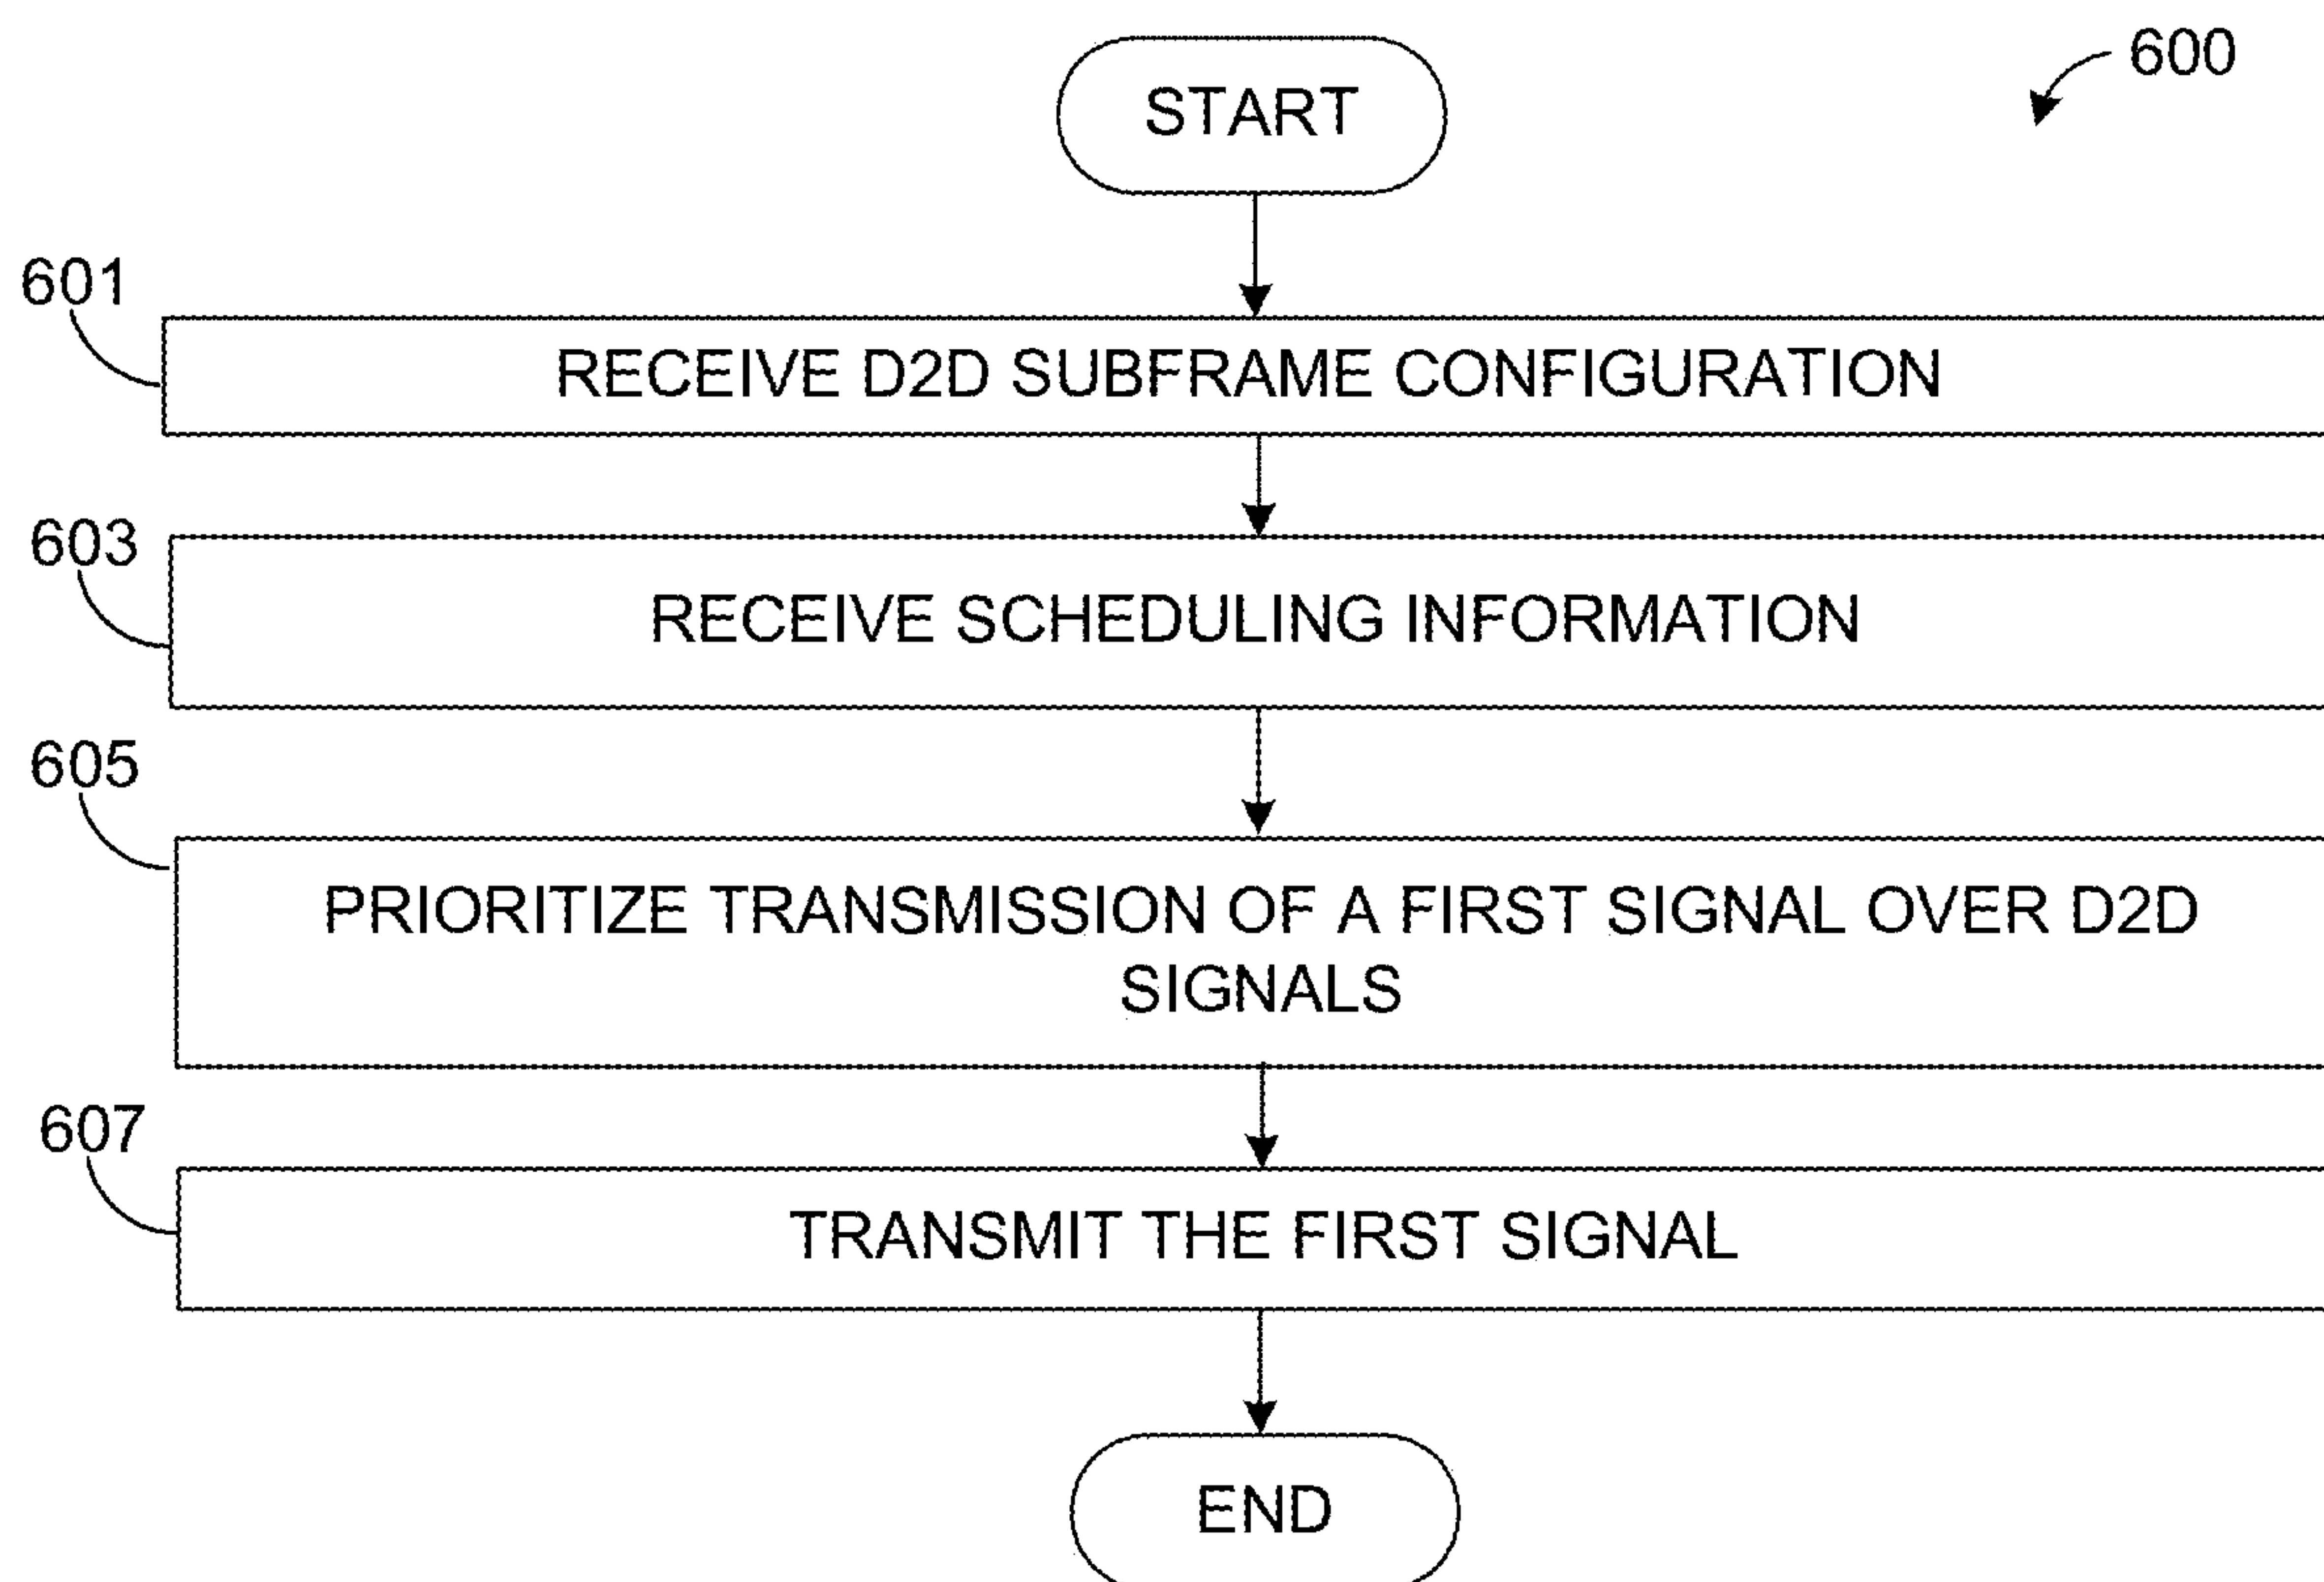 START
600
601
RECEIVE D2D SUBFRAME CONFIGURATION
603
RECEIVE SCHEDULING INFORMATION
605
PRIORITIZE TRANSMISSION OF A FIRST SIGNAL OVER D2D
SIGNALS
607
TRANSMIT THE FIRST SIGNAL
END